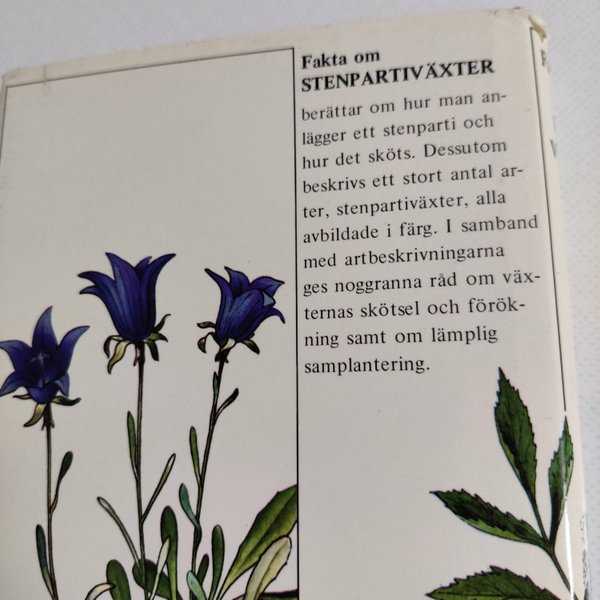 Fakta om
STENPARTIVÄXTER
berättar om hur man an-
lägger ett stenparti och
hur det sköts. Dessutom
beskrivs ett stort antal ar-
ter, stenpartiväxter, alla
avbildade i färg. I samband
med artbeskrivningarna
ges noggranna råd om väx-
ternas skötsel och förök-
ning samt om lämplig
samplantering.